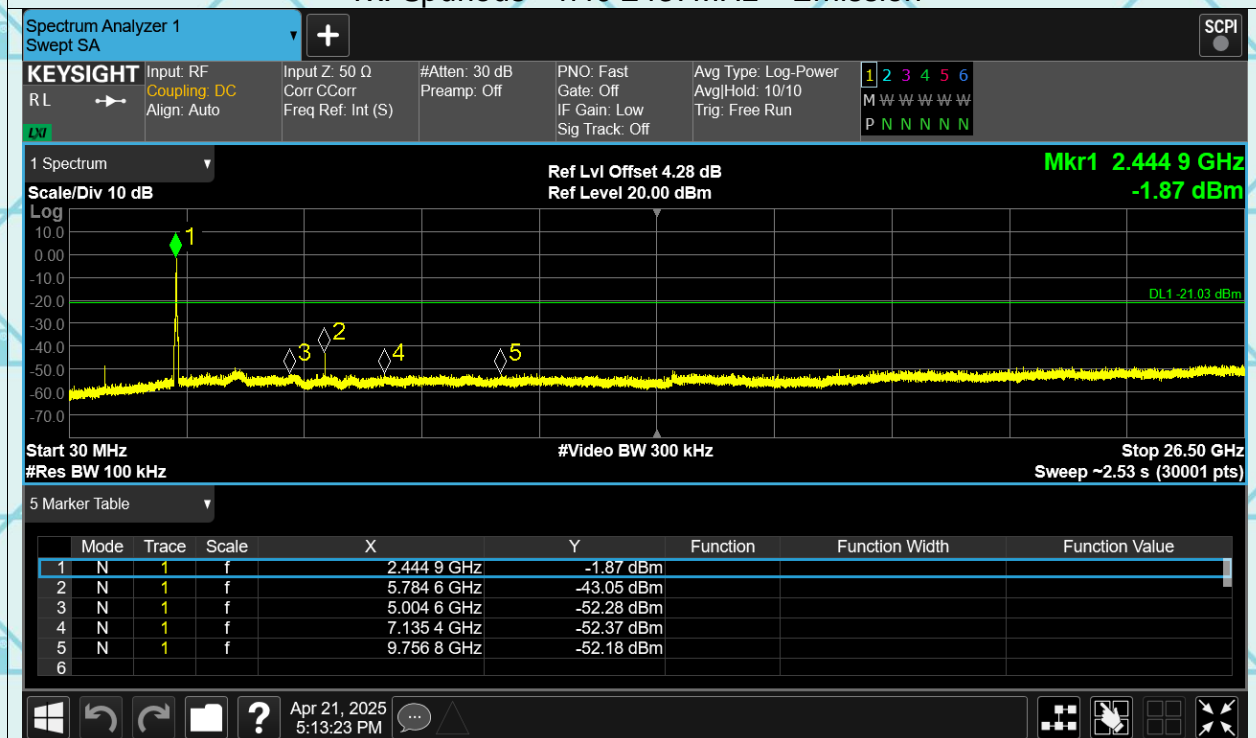 Spectrum Analyzer 1
Swept SA
+
SCPI
KEYSIGHT
RL
LXI
Input: RF
Coupling: DC
Align: Auto
Input Z: 50 Ω
Corr CCorr
Freq Ref: Int (S)
#Atten: 30 dB
Preamp: Off
PNO: Fast
Gate: Off
IF Gain: Low
Sig Track: Off
Avg Type: Log-Power
Avg|Hold: 10/10
Trig: Free Run
1 2 3 4 5 6
M W W W W W
P N N N N N
1 Spectrum
Ref Lvl Offset 4.28 dB
Mkr1 2.444 9 GHz
Scale/Div 10 dB
Ref Level 20.00 dBm
-1.87 dBm
Log
10.0
0.00
-10.0
-20.0
-30.0
-40.0
-50.0
-60.0
-70.0
1
DL1 -21.03 dBm
2
3
4
5
Start 30 MHz
#Video BW 300 kHz
Stop 26.50 GHz
#Res BW 100 kHz
Sweep ~2.53 s (30001 pts)
5 Marker Table
Mode Trace Scale X Y Function Function Width Function Value
1 N 1 f 2.444 9 GHz -1.87 dBm
2 N 1 f 5.784 6 GHz -43.05 dBm
3 N 1 f 5.004 6 GHz -52.28 dBm
4 N 1 f 7.135 4 GHz -52.37 dBm
5 N 1 f 9.756 8 GHz -52.18 dBm
6
?
Apr 21, 2025
5:13:23 PM